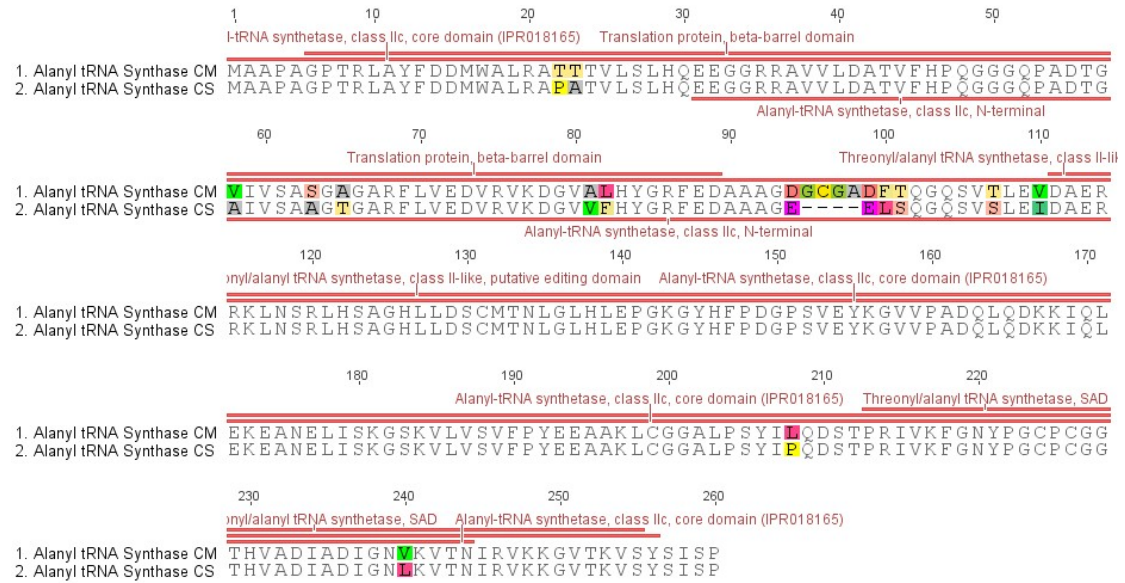 1 10 20 30 40 50
l-tRNA synthetase, class IIc, core domain (IPR018165) Translation protein, beta-barrel domain
1. Alanyl tRNA Synthase CM MAAPAGPTRLAYFDDMWALRATTTVLSLHQEEGGRRAVVLDATVFHPQGGGQPADTG
2. Alanyl tRNA Synthase CS MAAPAGPTRLAYFDDMWALRAPATVLSLHQEEGGRRAVVLDATVFHPQGGGQPADTG
Alanyl-tRNA synthetase, class IIc, N-terminal
60 70 80 90 100 110
Translation protein, beta-barrel domain Threonyl/alanyl tRNA synthetase, class II-lik
1. Alanyl tRNA Synthase CM VIVSASGAGARFLVEDVRVKDGVALHYGRFEDAAAGDGCGADFTQGQSVTLEVDAER
2. Alanyl tRNA Synthase CS AIVSAAGTGARFLVEDVRVKDGVVFHYGRFEDAAAGE----ELSQGQSVSLEIDAER
Alanyl-tRNA synthetase, class IIc, N-terminal
120 130 140 150 160 170
onyl/alanyl tRNA synthetase, class II-like, putative editing domain Alanyl-tRNA synthetase, class IIc, core domain (IPR018165)
1. Alanyl tRNA Synthase CM RKLNSRLHSAGHLLDSCMTNLGLHLEPGKGYHFPDGPSVEYKGVVPADQLQDKKIQL
2. Alanyl tRNA Synthase CS RKLNSRLHSAGHLLDSCMTNLGLHLEPGKGYHFPDGPSVEYKGVVPADQLQDKKIQL
180 190 200 210 220
Alanyl-tRNA synthetase, class IIc, core domain (IPR018165) Threonyl/alanyl tRNA synthetase, SAD
1. Alanyl tRNA Synthase CM EKEANELISKGSKVLVSVFPYEEAAKLCGGALPSYILQDSTPRIVKFGNYPGCPCGG
2. Alanyl tRNA Synthase CS EKEANELISKGSKVLVSVFPYEEAAKLCGGALPSYIPQDSTPRIVKFGNYPGCPCGG
230 240 250 260
onyl/alanyl tRNA synthetase, SAD Alanyl-tRNA synthetase, class IIc, core domain (IPR018165)
1. Alanyl tRNA Synthase CM THVADIADIGNVKVTNIRVKKGVTKVSYSISP
2. Alanyl tRNA Synthase CS THVADIADIGNLKVTNIRVKKGVTKVSYSISP